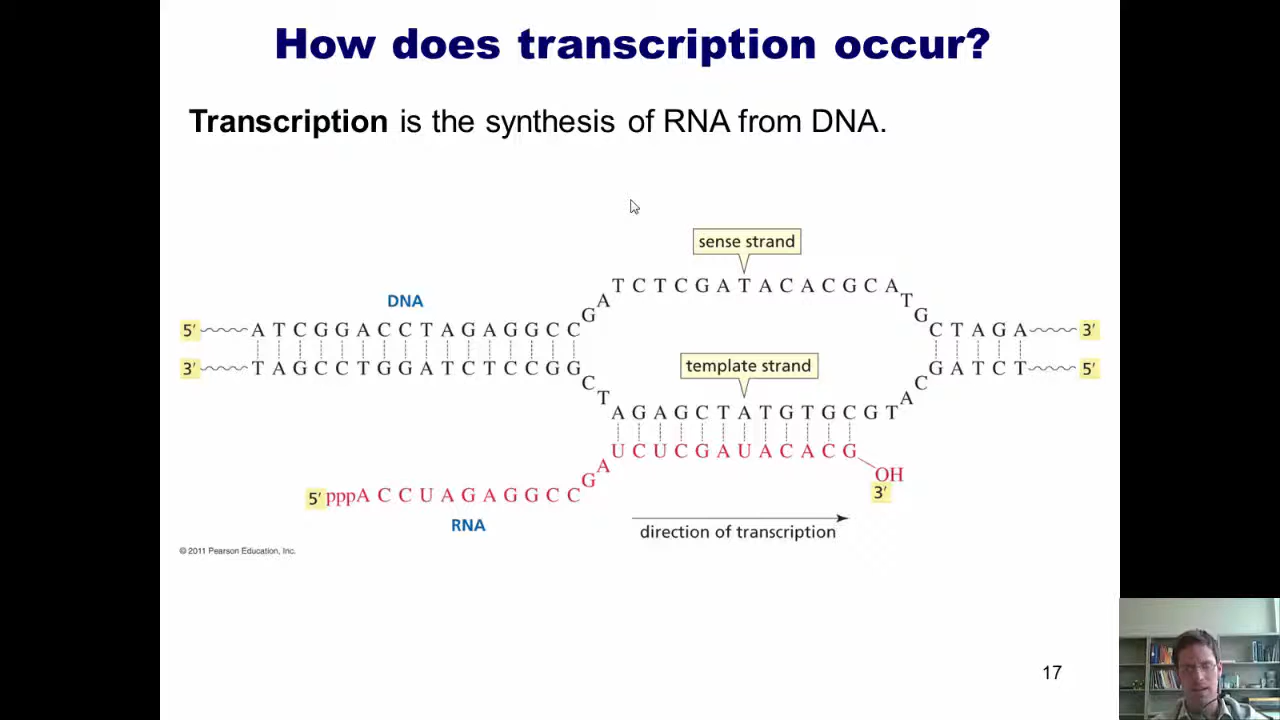 How does transcription occur?
Transcription is the synthesis of RNA from DNA.
sense strand
DNA
5' A T C G G A C C T A G A G G C C G A T C T C G A T A C A C G C A T G C T A G A 3'
3' T A G C C T G G A T C T C C G G C T A G A G C T A T G T G C G T A C G A T C T 5'
template strand
5' pppA C C U A G A G G C C G A U C U C G A U A C A C G OH
3'
RNA
direction of transcription
© 2011 Pearson Education, Inc.
17